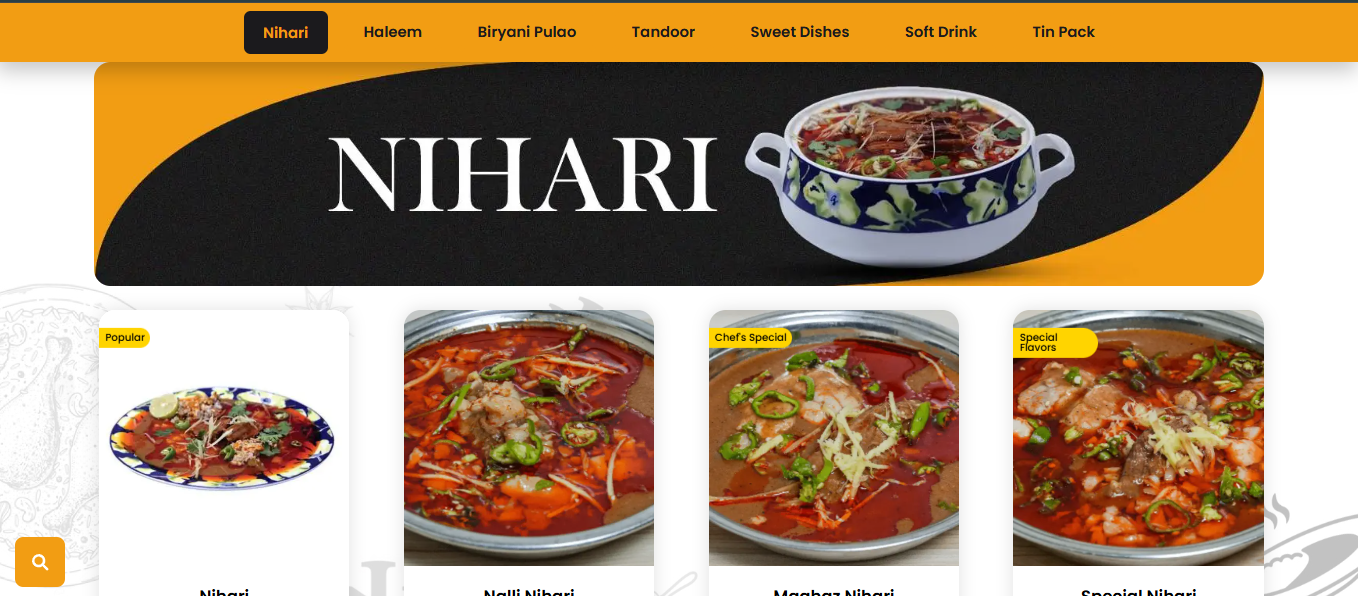 Nihari
Haleem
Biryani Pulao
Tandoor
Sweet Dishes
Soft Drink
Tin Pack
NIHARI
Popular
Chef's Special
Special
Flavors
Nihari
Nalli Nihari
Maghaz Nihari
Special Nihari